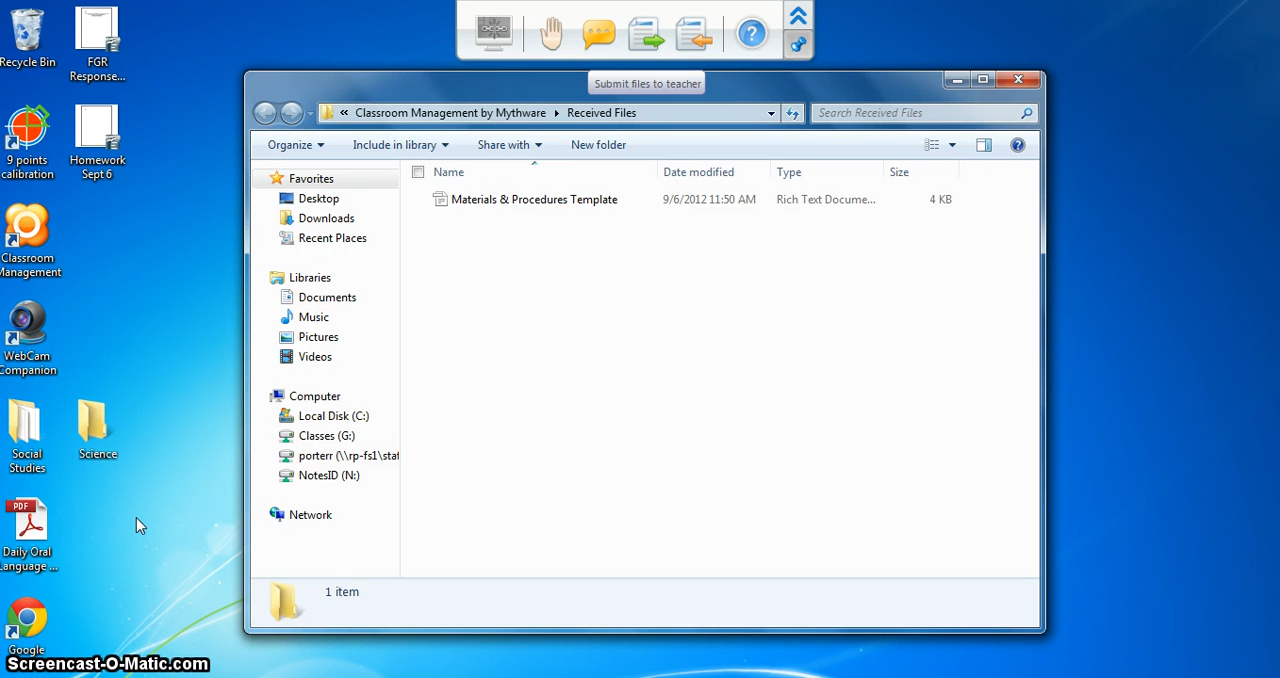 Recycle Bin
FGR
Response...
9 points
calibration
Homework
Sept 6
Classroom
Management
WebCam
Companion
Social
Studies
Science
PDF
Daily Oral
Language ...
Google
Screencast-O-Matic.com
?
Submit files to teacher
« Classroom Management by Mythware Received Files
Search Received Files
Organize
Include in library
Share with
New folder
?
Name
Date modified
Type
Size
Materials & Procedures Template
9/6/2012 11:50 AM
Rich Text Docume...
4 KB
Favorites
Desktop
Downloads
Recent Places
Libraries
Documents
Music
Pictures
Videos
Computer
Local Disk (C:)
Classes (G:)
porterr (\\rp-fs1\stat
NotesID (N:)
Network
1 item